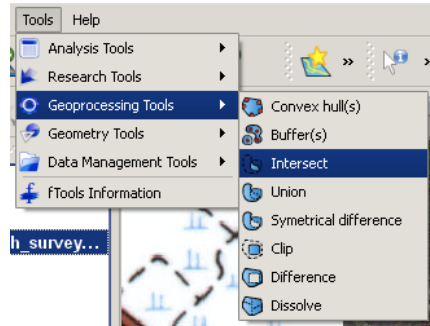 Tools Help
Analysis Tools
Research Tools
Geoprocessing Tools
Geometry Tools
Data Management Tools
fTools Information
Convex hull(s)
Buffer(s)
Intersect
Union
Symetrical difference
Clip
Difference
Dissolve
h_survey...